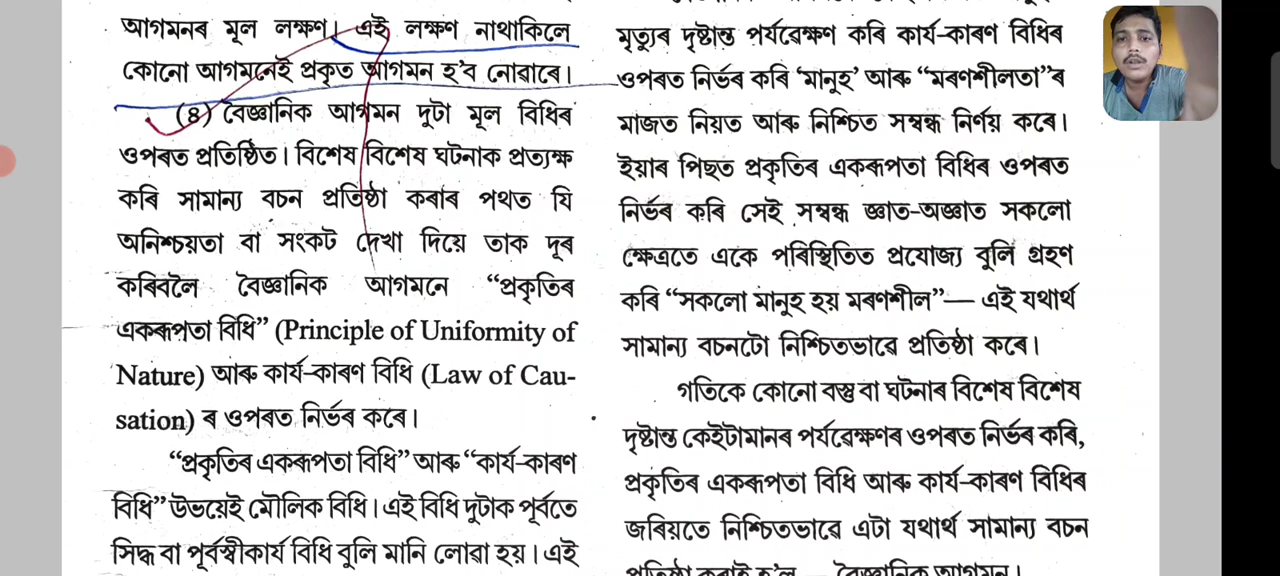 আগমনৰ মূল লক্ষণ। এই লক্ষণ নাথাকিলে
কোনো আগমনেই প্ৰকৃত আগমন হ'ব নোৱাৰে।
(৪) বৈজ্ঞানিক আগমন দুটা মূল বিধিৰ
ওপৰত প্ৰতিষ্ঠিত। বিশেষ বিশেষ ঘটনাক প্ৰত্যক্ষ
কৰি সামান্য বচন প্ৰতিষ্ঠা কৰাৰ পথত যি
অনিশ্চয়তা বা সংকট দেখা দিয়ে তাক দূৰ
কৰিবলৈ বৈজ্ঞানিক আগমনে “প্ৰকৃতিৰ
একৰূপতা বিধি” (Principle of Uniformity of
Nature) আৰু কাৰ্য-কাৰণ বিধি (Law of Cau-
sation) ৰ ওপৰত নিৰ্ভৰ কৰে।
“প্ৰকৃতিৰ একৰূপতা বিধি” আৰু “কাৰ্য-কাৰণ
বিধি” উভয়েই মৌলিক বিধি। এই বিধি দুটাক পূৰ্বতে
সিদ্ধ বা পূৰ্বস্বীকাৰ্য বিধি বুলি মানি লোৱা হয়। এই
মৃত্যুৰ দৃষ্টান্ত পৰ্যৱেক্ষণ কৰি কাৰ্য-কাৰণ বিধিৰ
ওপৰত নিৰ্ভৰ কৰি ‘মানুহ’ আৰু “মৰণশীলতা”ৰ
মাজত নিয়ত আৰু নিশ্চিত সম্বন্ধ নিৰ্ণয় কৰে।
ইয়াৰ পিছত প্ৰকৃতিৰ একৰূপতা বিধিৰ ওপৰত
নিৰ্ভৰ কৰি সেই সম্বন্ধ জ্ঞাত-অজ্ঞাত সকলো
ক্ষেত্ৰতে একে পৰিস্থিতিত প্ৰযোজ্য বুলি গ্ৰহণ
কৰি “সকলো মানুহ হয় মৰণশীল”— এই যথাৰ্থ
সামান্য বচনটো নিশ্চিতভাৱে প্ৰতিষ্ঠা কৰে।
গতিকে কোনো বস্তু বা ঘটনাৰ বিশেষ বিশেষ
দৃষ্টান্ত কেইটামানৰ পৰ্যৱেক্ষণৰ ওপৰত নিৰ্ভৰ কৰি,
প্ৰকৃতিৰ একৰূপতা বিধি আৰু কাৰ্য-কাৰণ বিধিৰ
জৰিয়তে নিশ্চিতভাৱে এটা যথাৰ্থ সামান্য বচন
প্ৰতিষ্ঠা কৰাই হ'ল — বৈজ্ঞানিক আগমন।